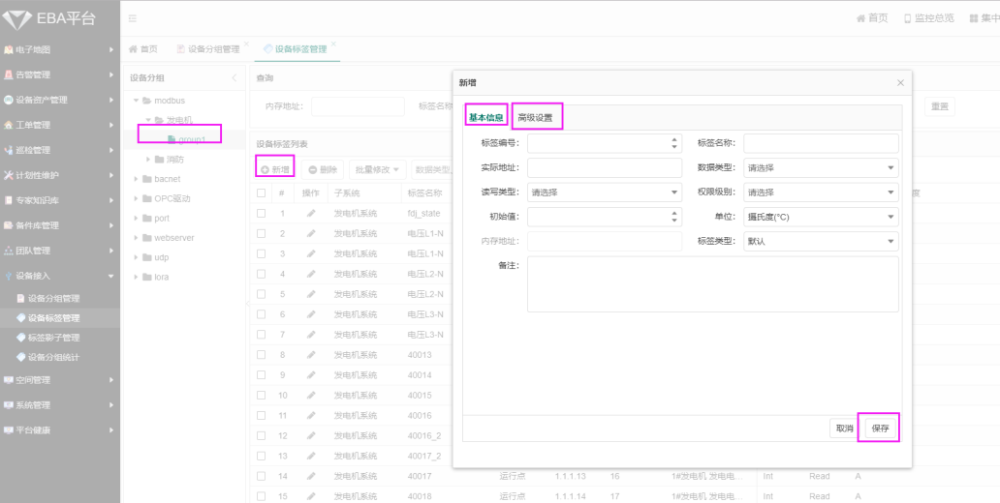 EBA平台
首页
监控总览
集中
首页
设备分组管理
设备标签管理
电子地图
告警管理
设备资产管理
工单管理
巡检管理
计划性维护
专家知识库
备件库管理
团队管理
设备接入
设备分组管理
设备标签管理
标签影子管理
设备分组统计
空间管理
系统管理
平台健康
设备分组
modbus
发电机
group1
消防
bacnet
OPC驱动
port
webserver
udp
lora
查询
内存地址:
标签名称
重置
设备标签列表
新增 删除 批量修改 数据类型
# 操作 子系统 标签名称 度
1 发电机系统 fdj_state
2 发电机系统 电压L1-N
3 发电机系统 电压L1-N
4 发电机系统 电压L2-N
5 发电机系统 电压L2-N
6 发电机系统 电压L3-N
7 发电机系统 电压L3-N
8 发电机系统 40013
9 发电机系统 40014
10 发电机系统 40015
11 发电机系统 40016
12 发电机系统 40016_2
13 发电机系统 40017_2
14 发电机系统 40017 运行点 1.1.1.13 16 1#发电机 发电电... Int Read A
15 发电机系统 40018 运行点 1.1.1.14 17 1#发电机 发电电... Int Read A
新增
基本信息 高级设置
标签编号: 标签名称:
实际地址: 数据类型: 请选择
读写类型: 请选择 权限级别: 请选择
初始值: 单位: 摄氏度(°C)
内存地址: 标签类型: 默认
备注:
取消 保存